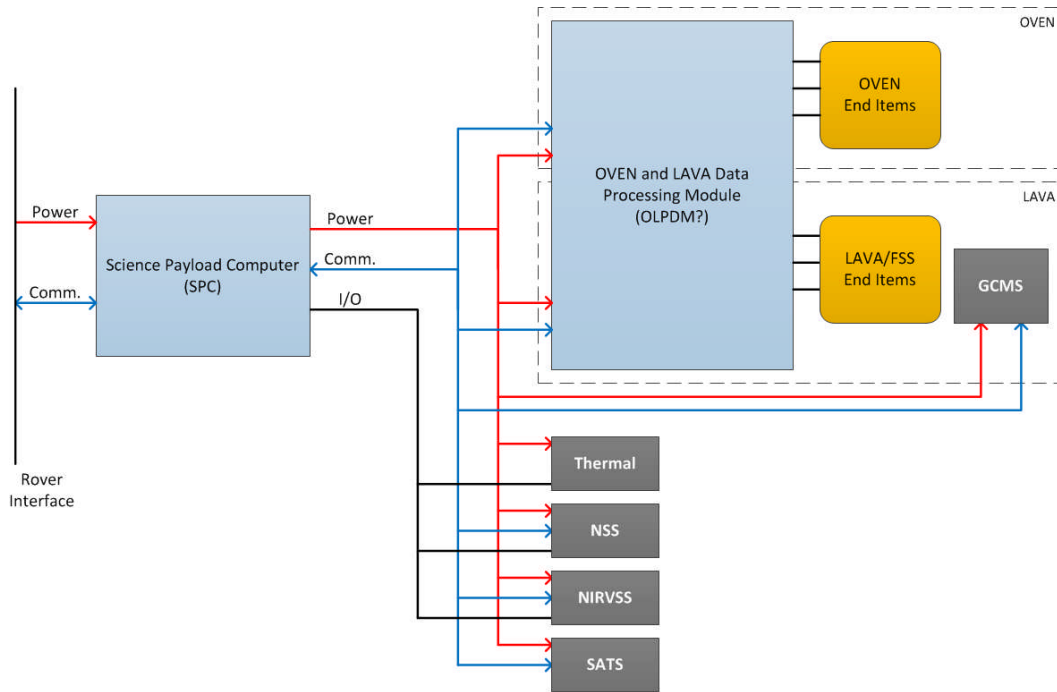 OVEN
OVEN
End Items
OVEN and LAVA Data
Processing Module
(OLPDM?)
LAVA
LAVA/FSS
End Items
GCMS
Power
Comm.
Science Payload Computer
(SPC)
Power
Comm.
I/O
Rover
Interface
Thermal
NSS
NIRVSS
SATS